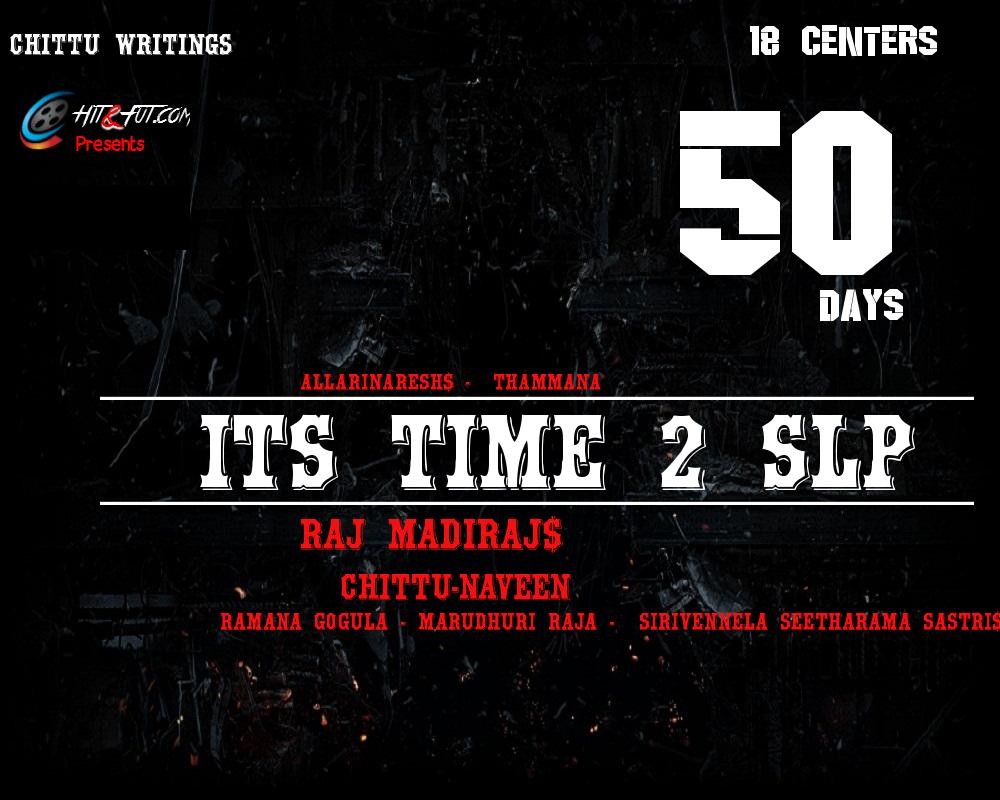 CHITTU WRITINGS
18 CENTERS
HIT&FUT.COM
Presents
50
DAYS
ALLARINARESH$ - THAMMANA
ITS TIME 2 SLP
RAJ MADIRAJ$
CHITTU-NAVEEN
RAMANA GOGULA - MARUDHURI RAJA - SIRIVENNELA SEETHARAMA SASTRIS